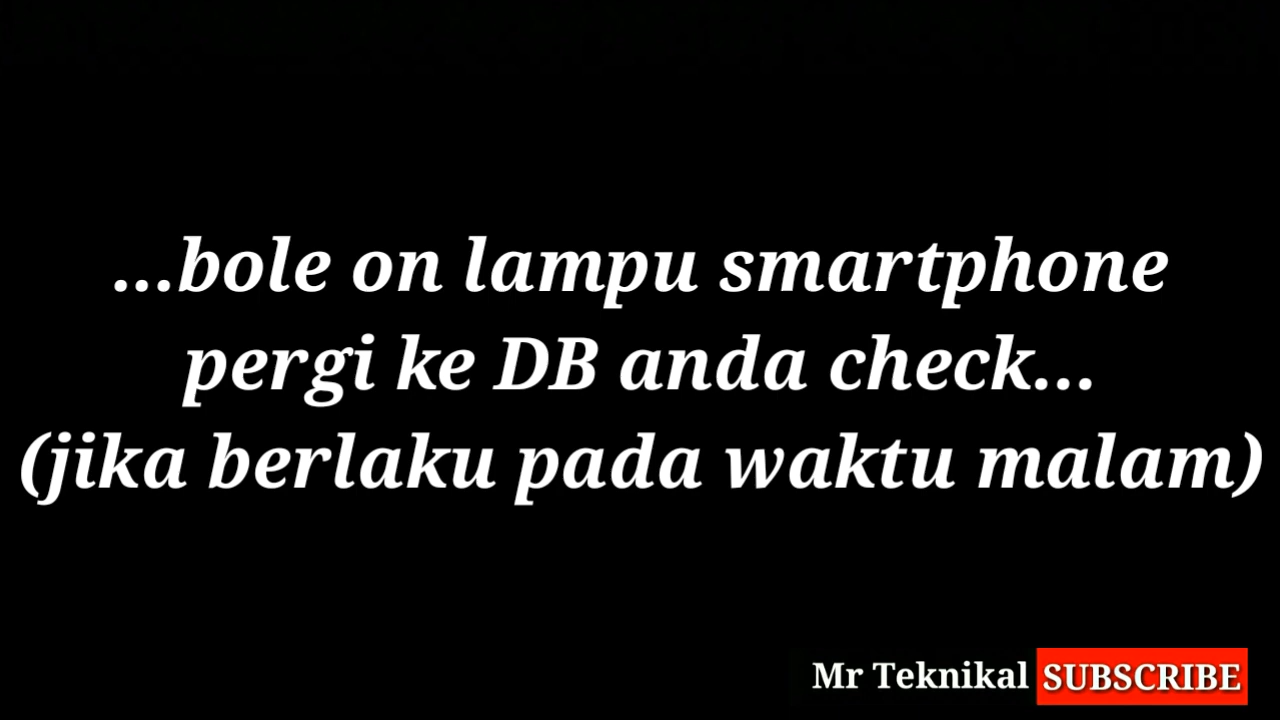 ...bole on lampu smartphone
pergi ke DB anda check...
(jika berlaku pada waktu malam)
Mr Teknikal SUBSCRIBE